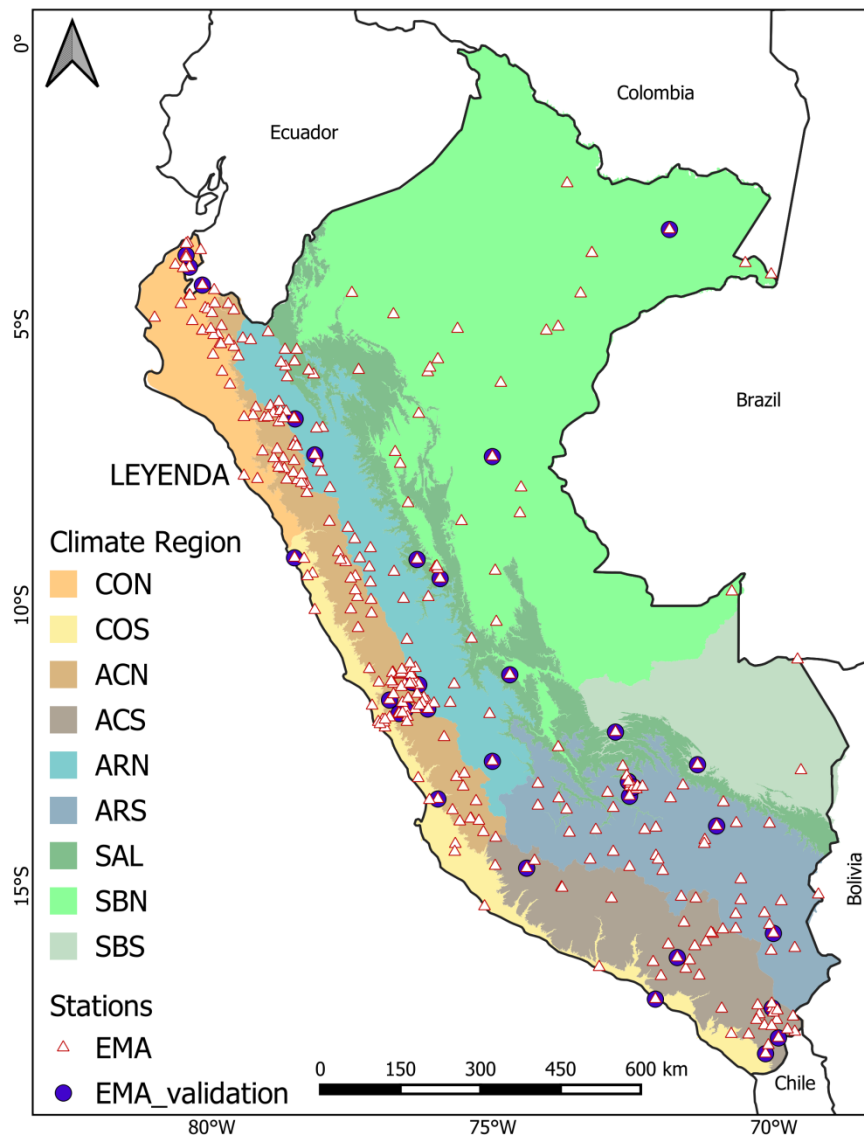 0°
Colombia
Ecuador
5°S
Brazil
LEYENDA
Climate Region
CON
COS
ACN
ACS
ARN
ARS
SAL
SBN
SBS
10°S
15°S
Bolivia
Stations
EMA
EMA_validation
0 150 300 450 600 km
Chile
80°W 75°W 70°W